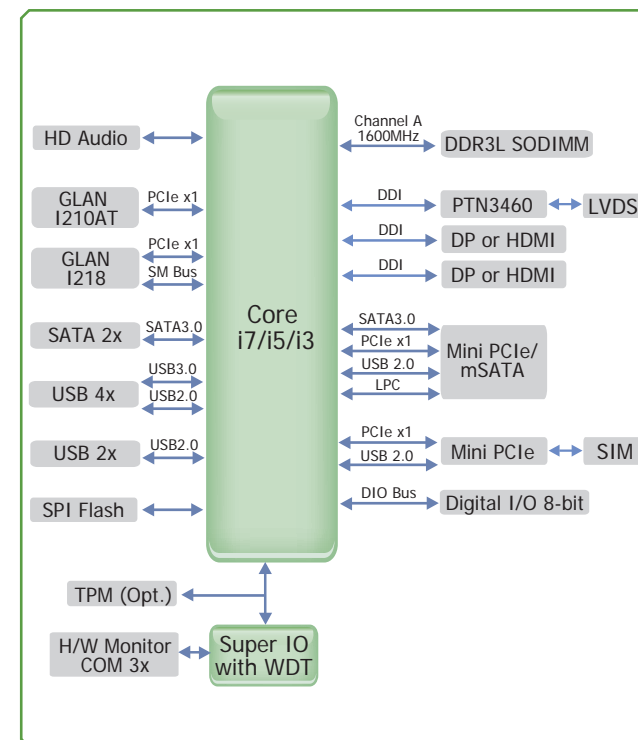 HD Audio
GLAN
I210AT
PCIe x1
GLAN
I218
PCIe x1
SM Bus
SATA 2x
SATA3.0
USB 4x
USB3.0
USB2.0
USB 2x
USB2.0
SPI Flash
Core
i7/i5/i3
Channel A
1600MHz
DDR3L SODIMM
DDI
PTN3460
LVDS
DDI
DP or HDMI
DDI
DP or HDMI
SATA3.0
PCIe x1
USB 2.0
LPC
Mini PCIe/
mSATA
PCIe x1
USB 2.0
Mini PCIe
SIM
DIO Bus
Digital I/O 8-bit
TPM (Opt.)
H/W Monitor
COM 3x
Super IO
with WDT